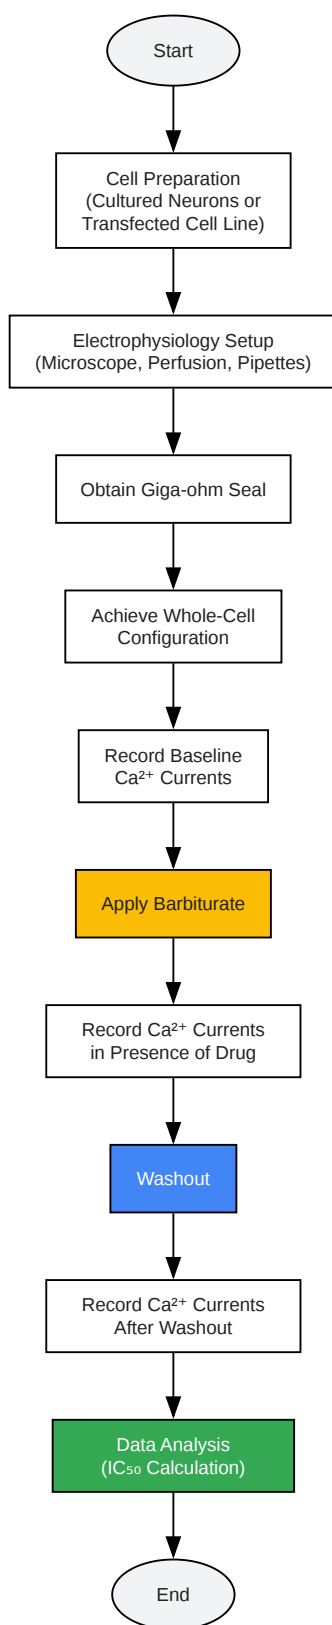 Start
Cell Preparation
(Cultured Neurons or
Transfected Cell Line)
Electrophysiology Setup
(Microscope, Perfusion, Pipettes)
Obtain Giga-ohm Seal
Achieve Whole-Cell
Configuration
Record Baseline
Ca²⁺ Currents
Apply Barbiturate
Record Ca²⁺ Currents
in Presence of Drug
Washout
Record Ca²⁺ Currents
After Washout
Data Analysis
(IC₅₀ Calculation)
End